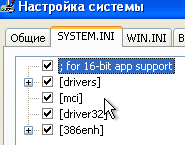 Настройка системы
Общие SYSTEM.INI WIN.INI
; for 16-bit app support
[drivers]
[mci]
[driver32]
[386enh]